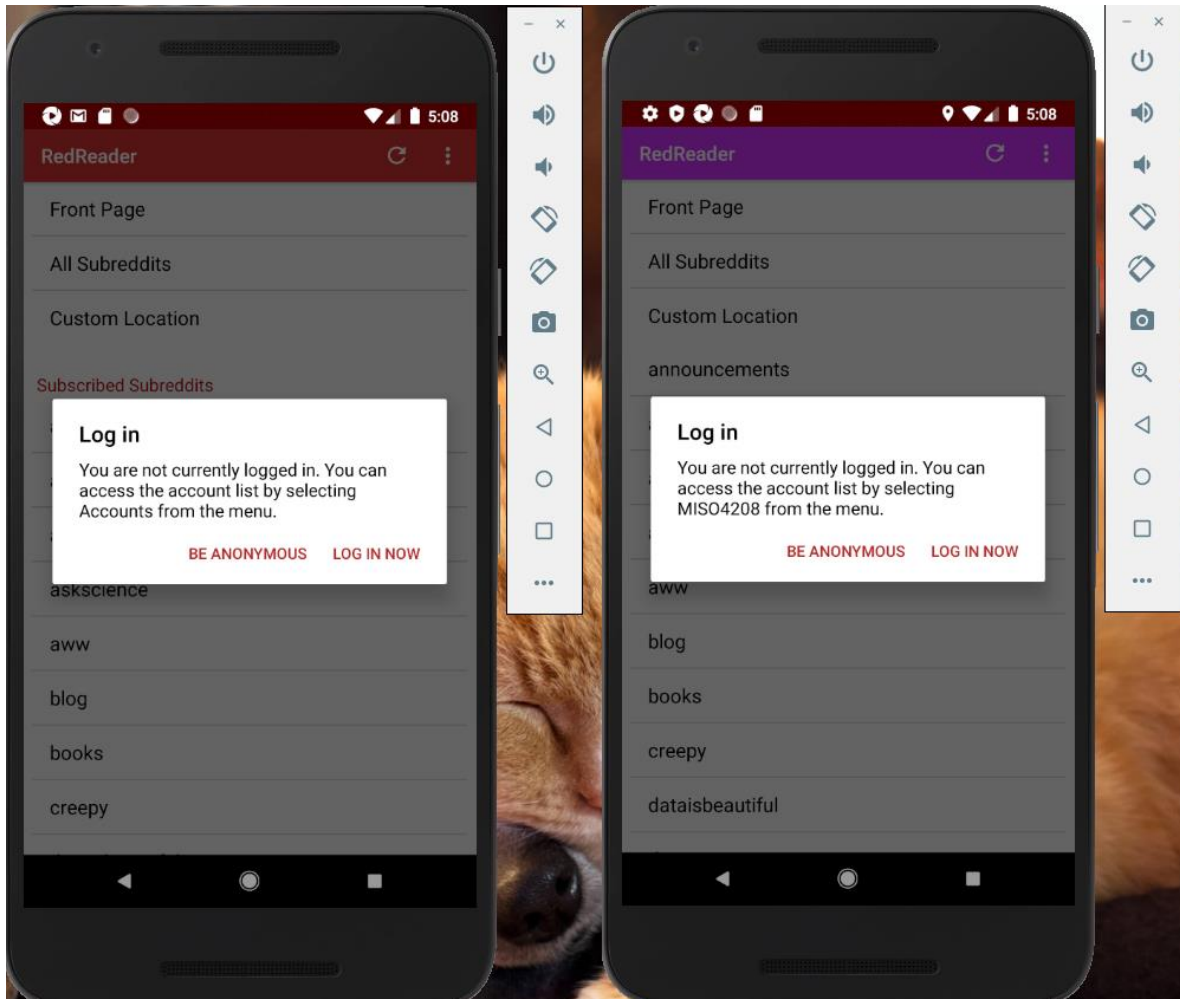 5:08
RedReader
Front Page
All Subreddits
Custom Location
Subscribed Subreddits
Log in
You are not currently logged in. You can
access the account list by selecting
Accounts from the menu.
BE ANONYMOUS LOG IN NOW
askscience
aww
blog
books
creepy
5:08
RedReader
Front Page
All Subreddits
Custom Location
announcements
Log in
You are not currently logged in. You can
access the account list by selecting
MISO4208 from the menu.
BE ANONYMOUS LOG IN NOW
aww
blog
books
creepy
dataisbeautiful